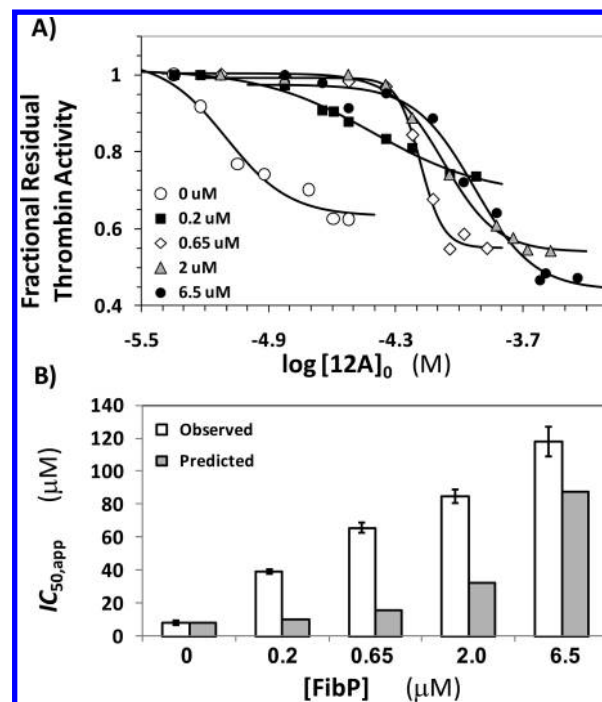 A)
Fractional Residual
Thrombin Activity
1
0.8
0.6
0.4
0 uM
0.2 uM
0.65 uM
2 uM
6.5 uM
-5.5 -4.9 -4.3 -3.7
log [12A]₀ (M)
B)
IC50,app (μM)
140
120
100
80
60
40
20
0
Observed
Predicted
0 0.2 0.65 2.0 6.5
[FibP] (μM)